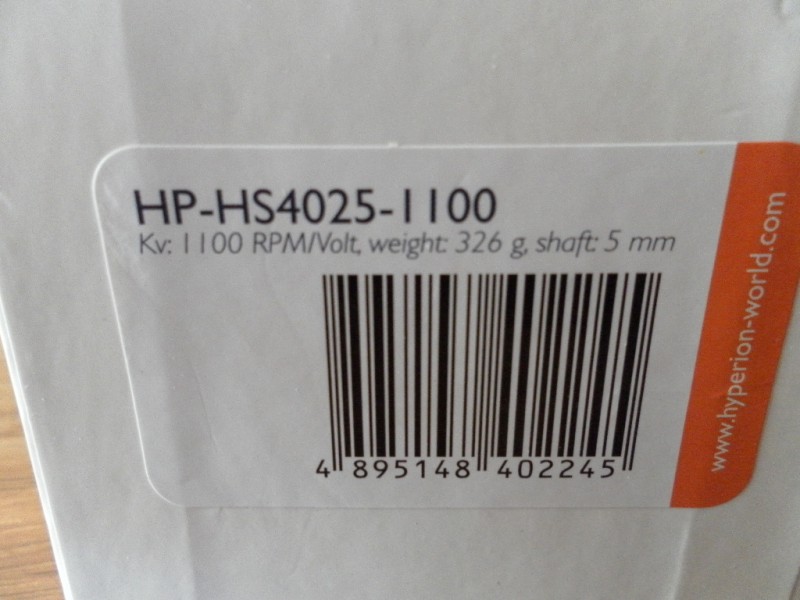 HP-HS4025-1100
Kv: 1100 RPM/Volt, weight: 326 g, shaft: 5 mm
4 895148 402245
www.hyperion-world.com